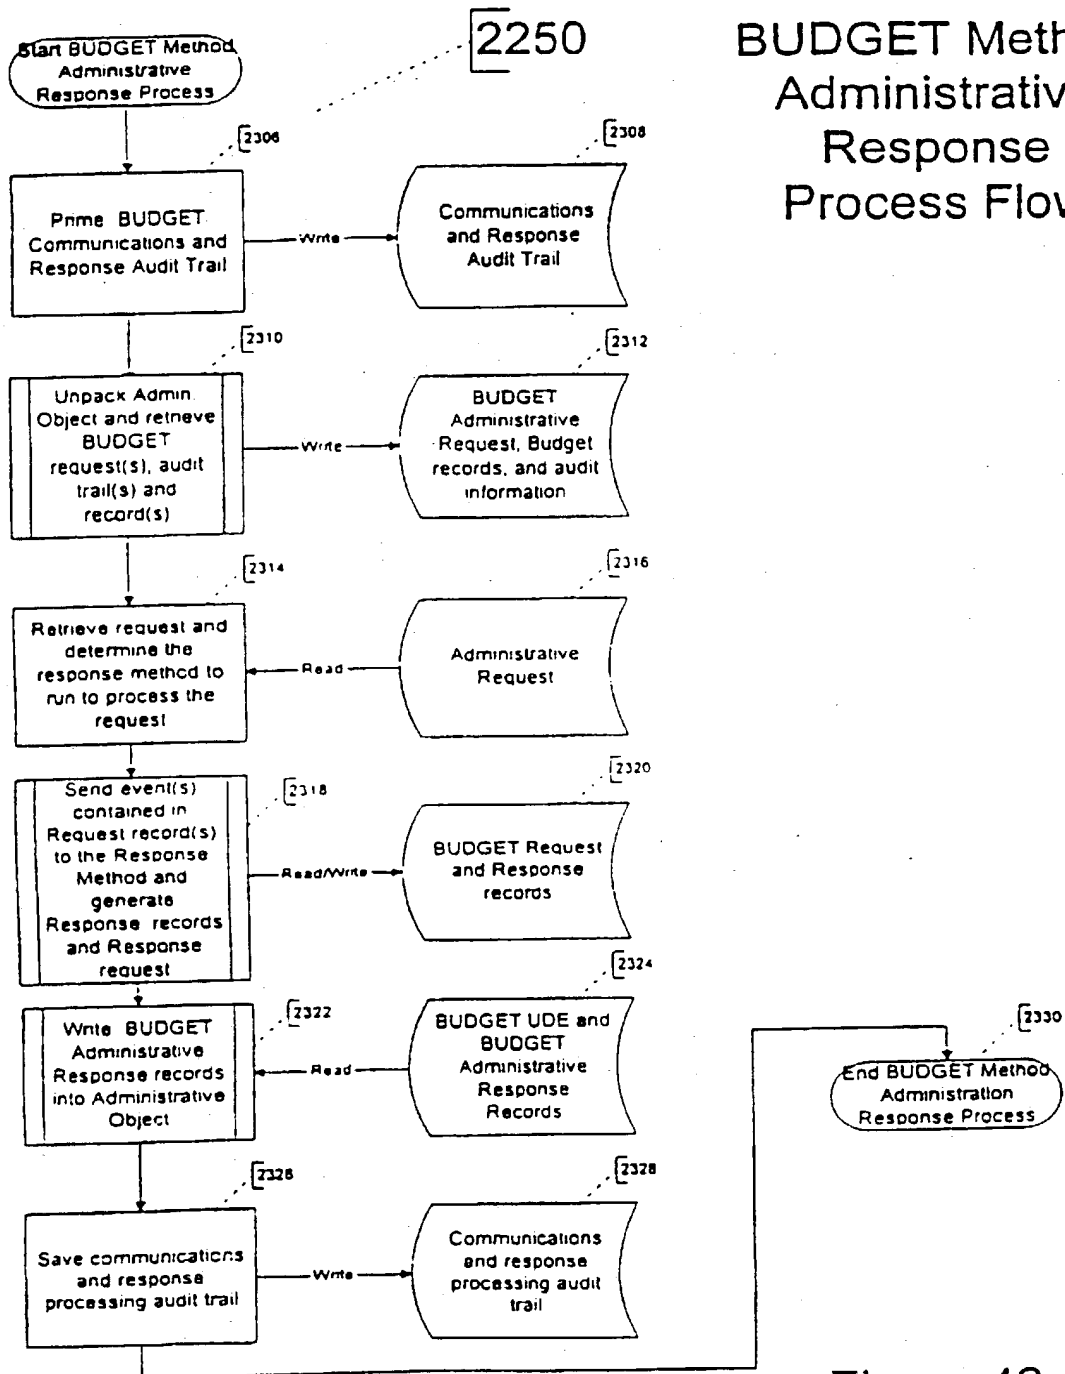 2250
BUDGET Meth
Administrativ
Response
Process Flow
Start BUDGET Method
Administrative
Response Process
2306
Prime BUDGET
Communications and
Response Audit Trail
Write
2308
Communications
and Response
Audit Trail
2310
Unpack Admin
Object and retrieve
BUDGET
request(s), audit
trail(s) and
record(s)
Write
2312
BUDGET
Administrative
Request, Budget
records, and audit
information
2314
Retrieve request and
determine the
response method to
run to process the
request
Read
2316
Administrative
Request
2318
Send event(s)
contained in
Request record(s)
to the Response
Method and
generate
Response records
and Response
request
Read/Write
2320
BUDGET Request
and Response
records
2322
Write BUDGET
Administrative
Response records
into Administrative
Object
Read
2324
BUDGET UDE and
BUDGET
Administrative
Response
Records
2330
End BUDGET Method
Administration
Response Process
2326
Save communications
and response
processing audit trail
Write
2328
Communications
and response
processing audit
trail